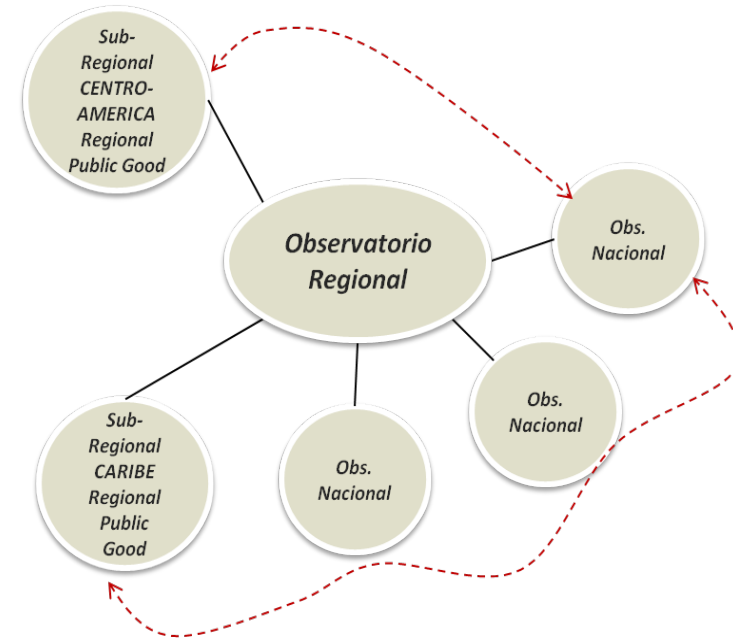 Sub-
Regional
CENTRO-
AMERICA
Regional
Public Good
Observatorio
Regional
Obs.
Nacional
Obs.
Nacional
Sub-
Regional
CARIBE
Regional
Public
Good
Obs.
Nacional